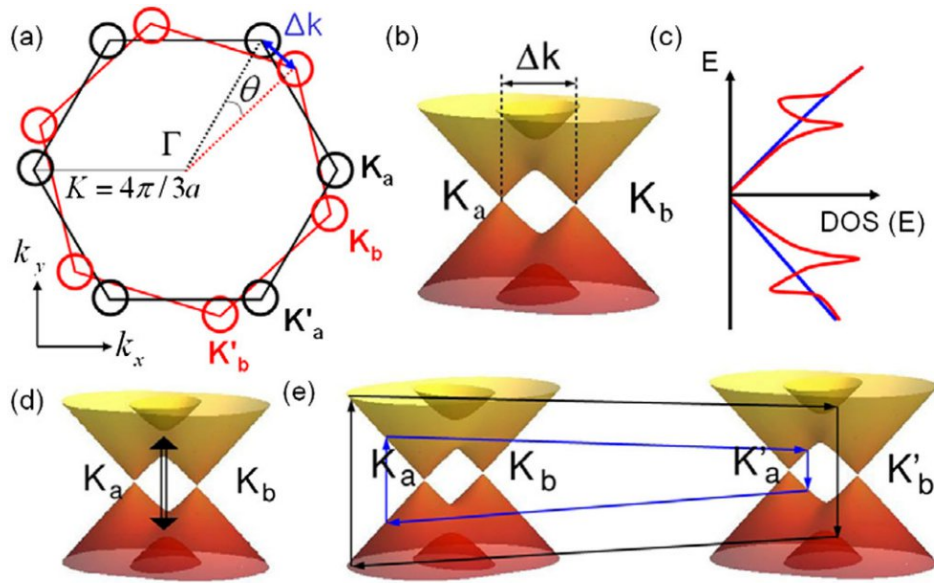 (a)
Δk
θ
Γ
K = 4π/3a
K_a
K_b
K'_a
K'_b
k_y
k_x
(b)
Δk
K_a
K_b
(c)
E
DOS (E)
(d)
K_a
K_b
(e)
K_a
K_b
K'_a
K'_b